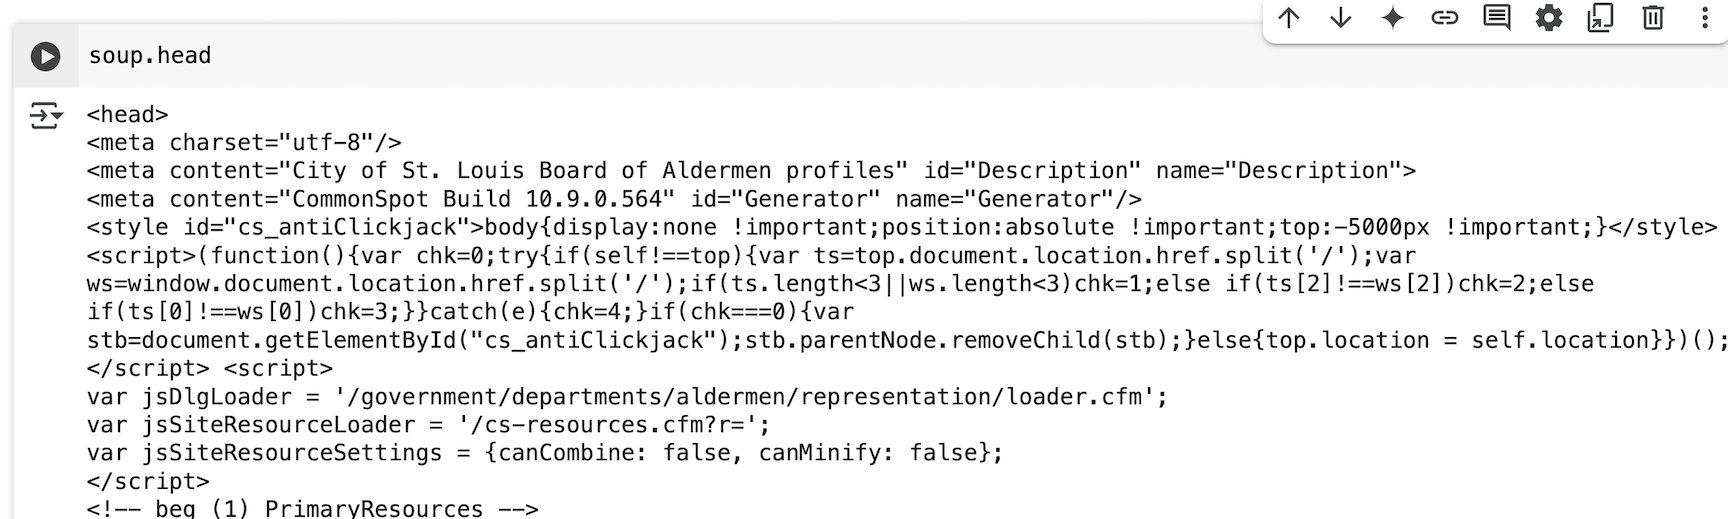 soup.head
<head>
<meta charset="utf-8"/>
<meta content="City of St. Louis Board of Aldermen profiles" id="Description" name="Description">
<meta content="CommonSpot Build 10.9.0.564" id="Generator" name="Generator"/>
<style id="cs_antiClickjack">body{display:none !important;position:absolute !important;top:-5000px !important;}</style>
<script>(function(){var chk=0;try{if(self!==top){var ts=top.document.location.href.split('/');var
ws=window.document.location.href.split('/');if(ts.length<3||ws.length<3)chk=1;else if(ts[2]!==ws[2])chk=2;else
if(ts[0]!==ws[0])chk=3;}}catch(e){chk=4;}if(chk===0){var
stb=document.getElementById("cs_antiClickjack");stb.parentNode.removeChild(stb);}else{top.location = self.location}})();
</script> <script>
var jsDlgLoader = '/government/departments/aldermen/representation/loader.cfm';
var jsSiteResourceLoader = '/cs-resources.cfm?r=';
var jsSiteResourceSettings = {canCombine: false, canMinify: false};
</script>
<!-- beg (1) PrimaryResources -->